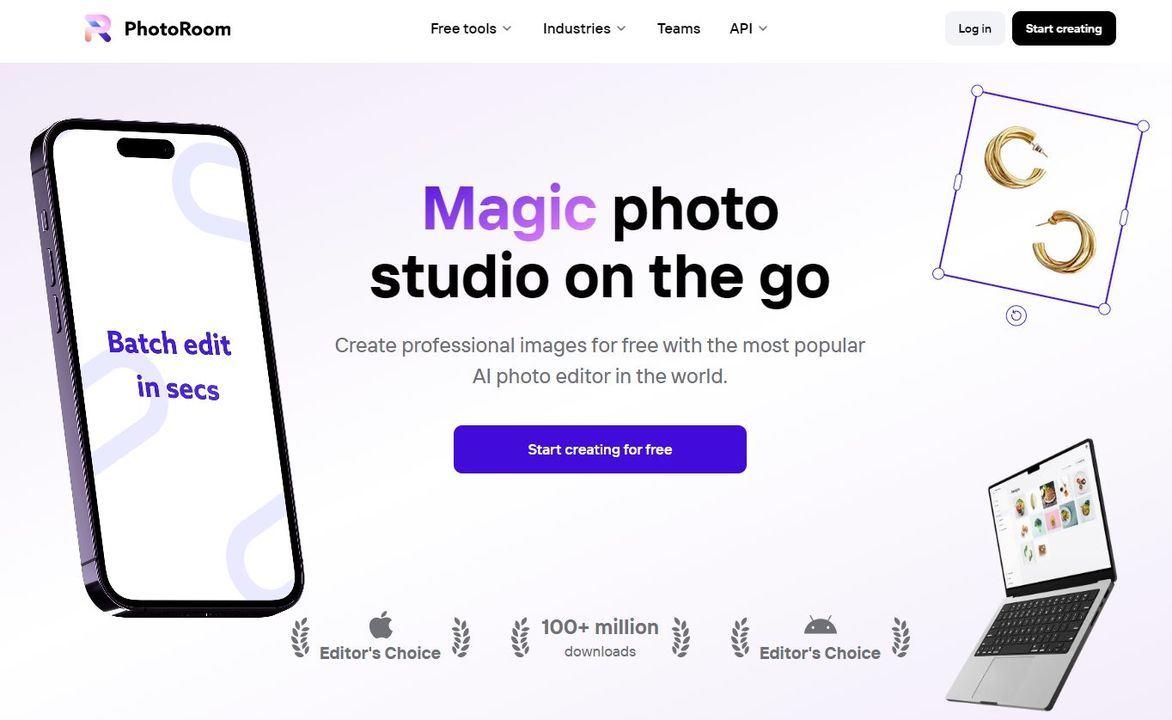 PhotoRoom
Free tools
Industries
Teams
API
Log in
Start creating
Magic photo
studio on the go
Create professional images for free with the most popular
AI photo editor in the world.
Start creating for free
Batch edit
in secs
Editor's Choice
100+ million
downloads
Editor's Choice